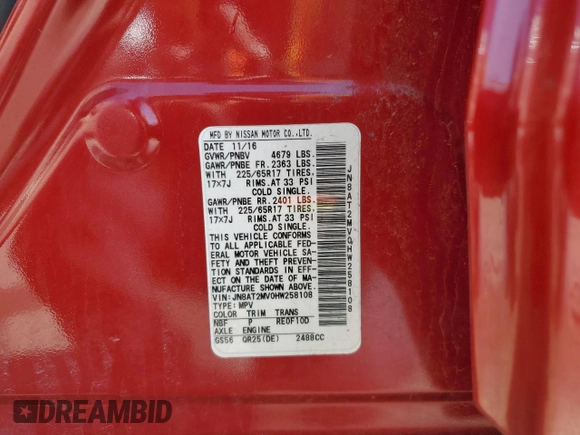 MFD BY NISSAN MOTOR CO.,LTD.
DATE 11/16
GVWR/PNBV 4679 LBS.
GAWR/PNBE FR.2363 LBS.
WITH 225/65R17 TIRES.
17×7J RIMS.AT 33 PSI
COLD SINGLE.
GAWR/PNBE RR.2401 LBS.
WITH 225/65R17 TIRES.
17×7J RIMS.AT 33 PSI
COLD SINGLE.
THIS VEHICLE CONFORMS
TO ALL APPLICABLE FED-
ERAL MOTOR VEHICLE SA-
FETY AND THEFT PREVEN-
TION STANDARDS IN EFF-
ECT ON THE DATE OF MA-
NUFACTURE SHOWN ABOVE.
VIN:JN8AT2MV0HW258108
TYPE:MPV
COLOR TRIM TRANS
NBF P RE0F10D
AXLE ENGINE
GS56 QR25(DE) 2488CC
JN8AT2MV0HW258108
DREAMBID